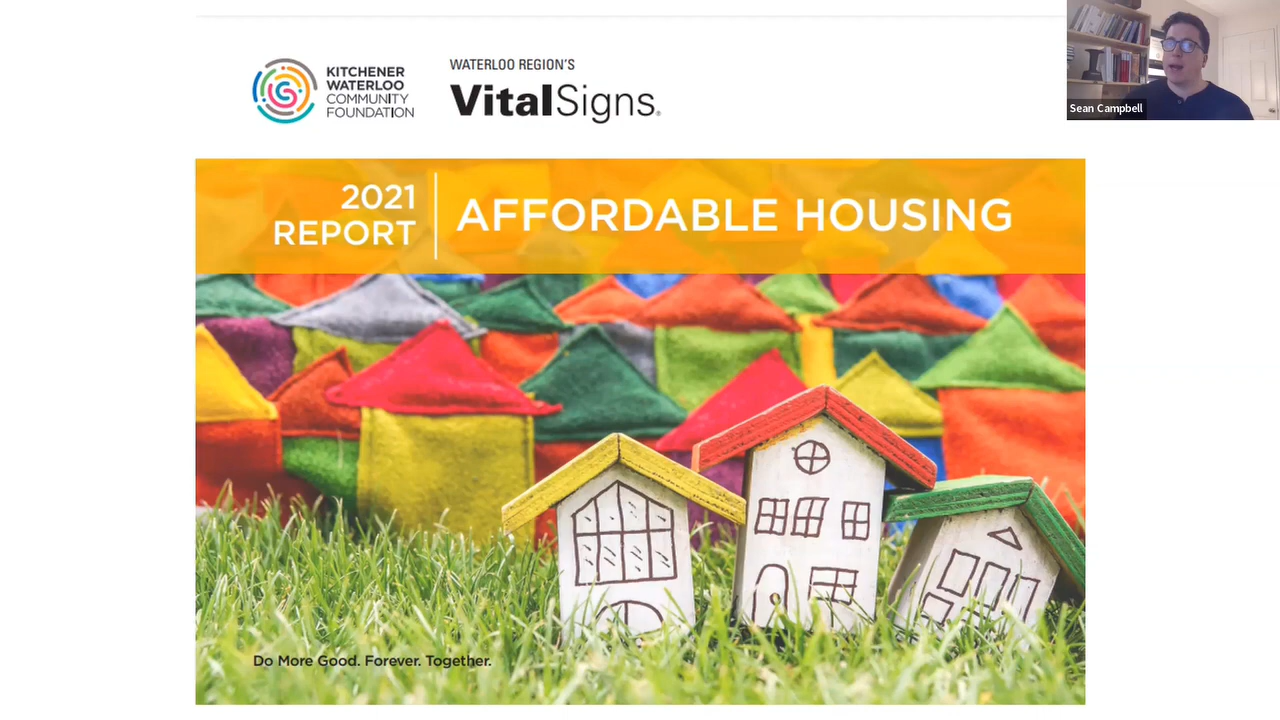 KITCHENER
WATERLOO
COMMUNITY
FOUNDATION
WATERLOO REGION'S
VitalSigns®
2021
REPORT
AFFORDABLE HOUSING
Do More Good. Forever. Together.
Sean Campbell